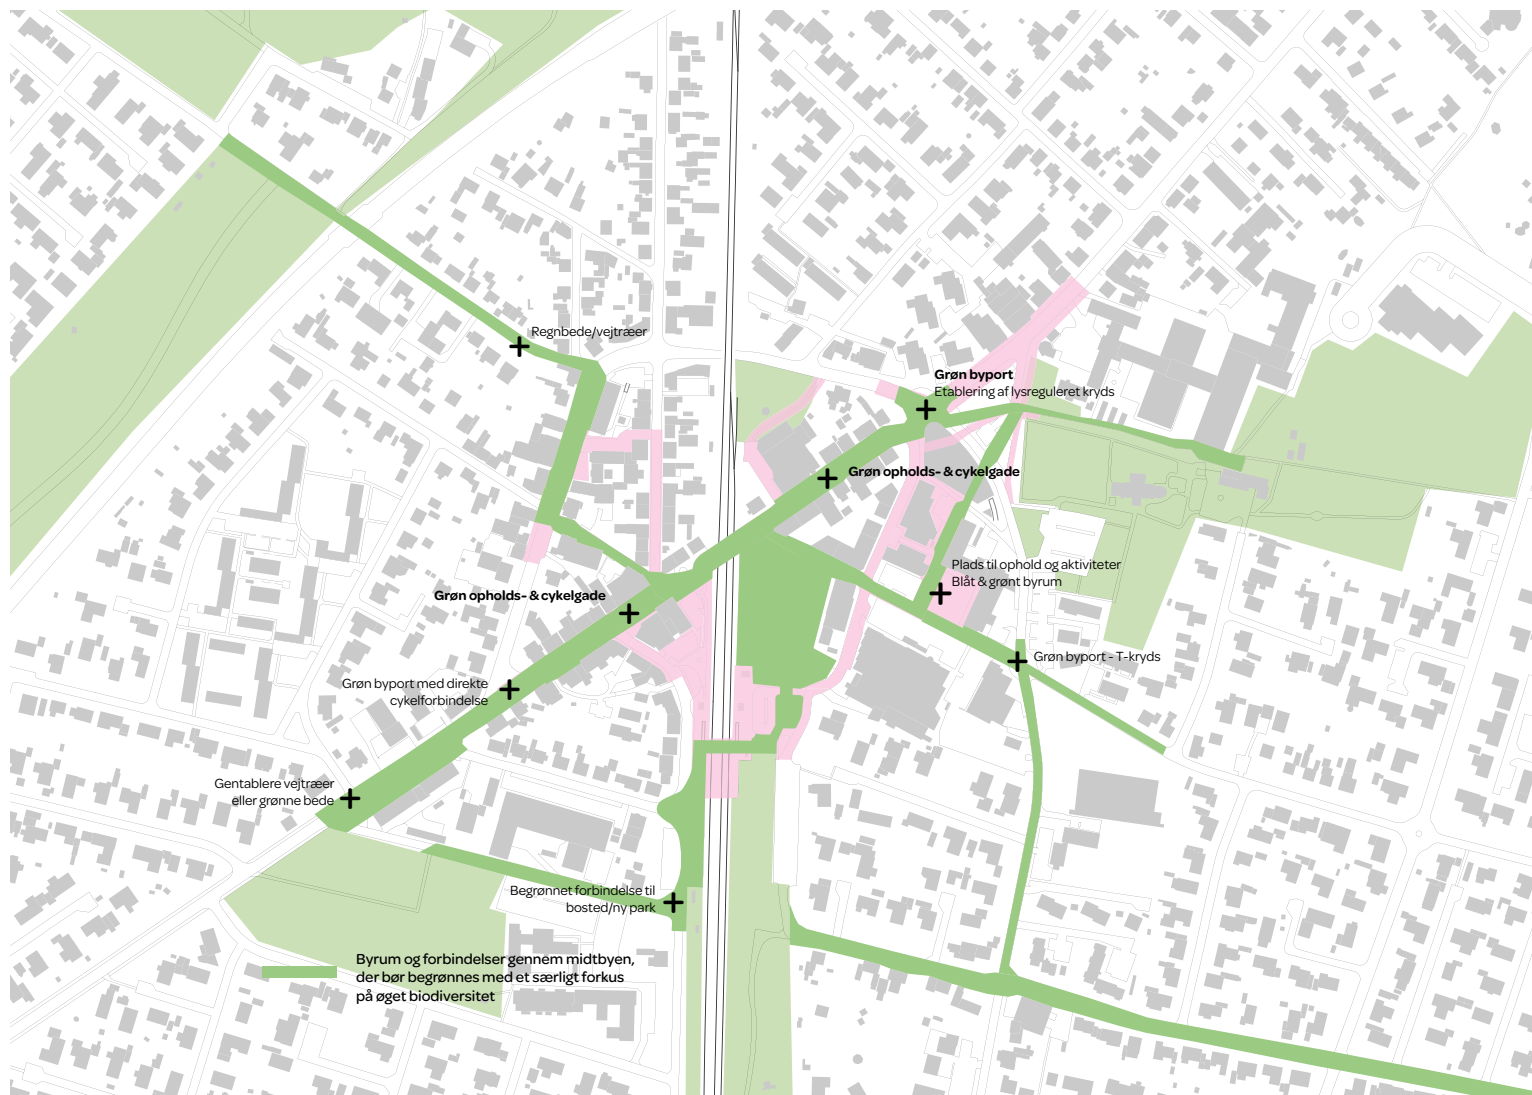 Regnbede/vejtræer
Grøn byport
Etablering af lysreguleret kryds
Grøn opholds- & cykelgade
Plads til ophold og aktiviteter
Blåt & grønt byrum
Grøn opholds- & cykelgade
Grøn byport - T-kryds
Grøn byport med direkte
cykelforbindelse
Gentablere vejtræer
eller grønne bede
Begrønnet forbindelse til
bosted/ny park
Byrum og forbindelser gennem midtbyen,
der bør begrønnes med et særligt forkus
på øget biodiversitet